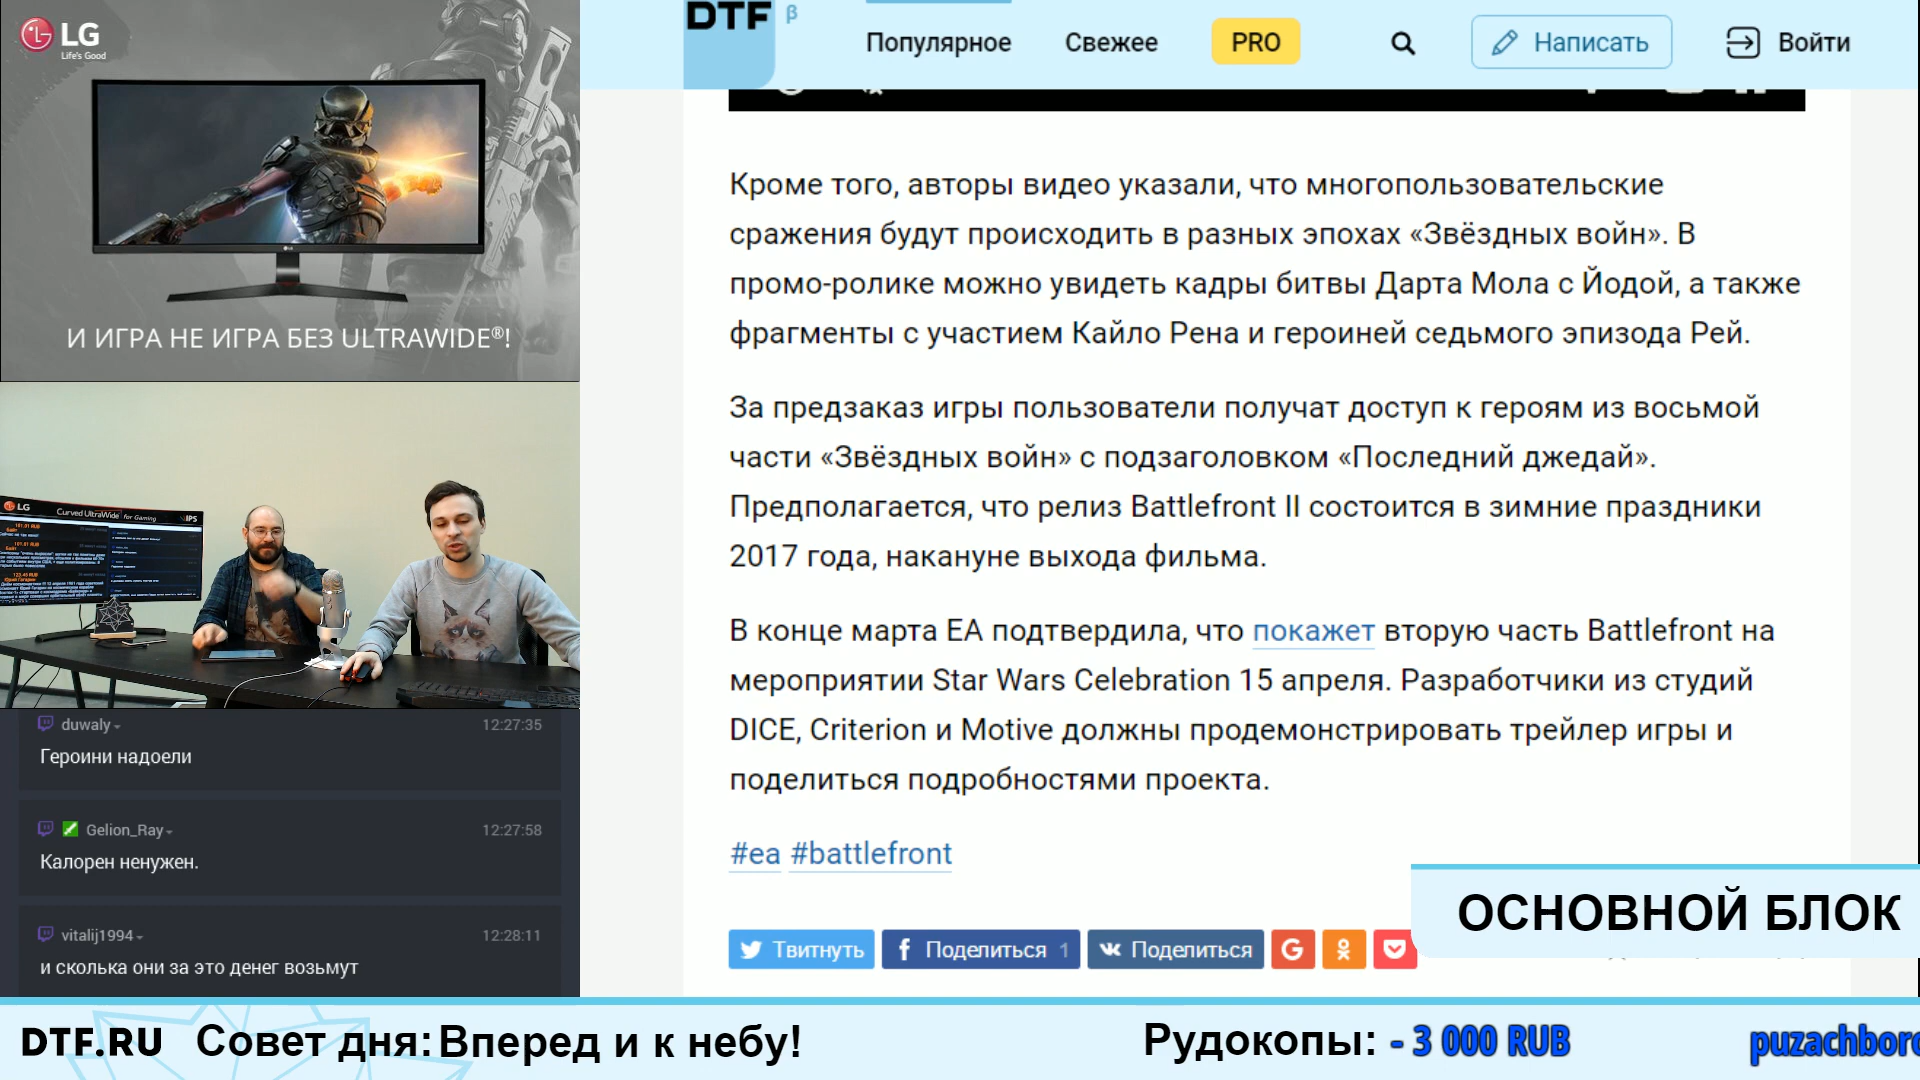 LG
Life's Good
И ИГРА НЕ ИГРА БЕЗ ULTRAWIDE®!
LG Curved UltraWide for Gaming IPS
duwaly 12:27:35
Героини надоели
Gelion_Ray 12:27:58
Калорен ненужен.
vitalij1994 12:28:11
и сколька они за это денег возьмут
DTF β
Популярное Свежее PRO Написать Войти
Кроме того, авторы видео указали, что многопользовательские
сражения будут происходить в разных эпохах «Звёздных войн». В
промо-ролике можно увидеть кадры битвы Дарта Мола с Йодой, а также
фрагменты с участием Кайло Рена и героиней седьмого эпизода Рей.
За предзаказ игры пользователи получат доступ к героям из восьмой
части «Звёздных войн» с подзаголовком «Последний джедай».
Предполагается, что релиз Battlefront II состоится в зимние праздники
2017 года, накануне выхода фильма.
В конце марта EA подтвердила, что покажет вторую часть Battlefront на
мероприятии Star Wars Celebration 15 апреля. Разработчики из студий
DICE, Criterion и Motive должны продемонстрировать трейлер игры и
поделиться подробностями проекта.
#ea #battlefront
Твитнуть Поделиться 1 Поделиться
ОСНОВНОЙ БЛОК
DTF.RU Совет дня: Вперед и к небу! Рудокопы: - 3 000 RUB puzachboro